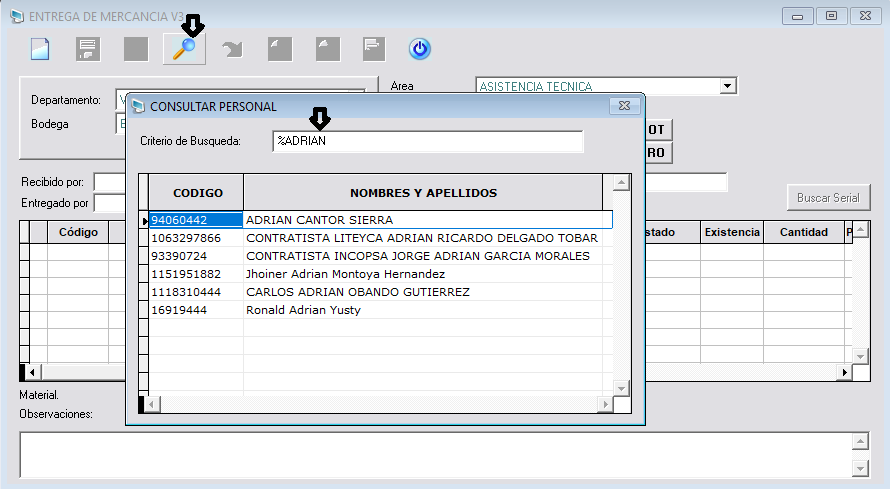 ENTREGA DE MERCANCIA V3
Area
ASISTENCIA TECNICA
Departamento:
Bodega
OT
RO
Recibido por:
Entregado por
Buscar Serial
CONSULTAR PERSONAL
Criterio de Busqueda:
%ADRIAN
CODIGO NOMBRES Y APELLIDOS
94060442 ADRIAN CANTOR SIERRA
1063297866 CONTRATISTA LITEYCA ADRIAN RICARDO DELGADO TOBAR
93390724 CONTRATISTA INCOPSA JORGE ADRIAN GARCIA MORALES
1151951882 Jhoiner Adrian Montoya Hernandez
1118310444 CARLOS ADRIAN OBANDO GUTIERREZ
16919444 Ronald Adrian Yusty
Código stado Existencia Cantidad P
Material.
Observaciones: